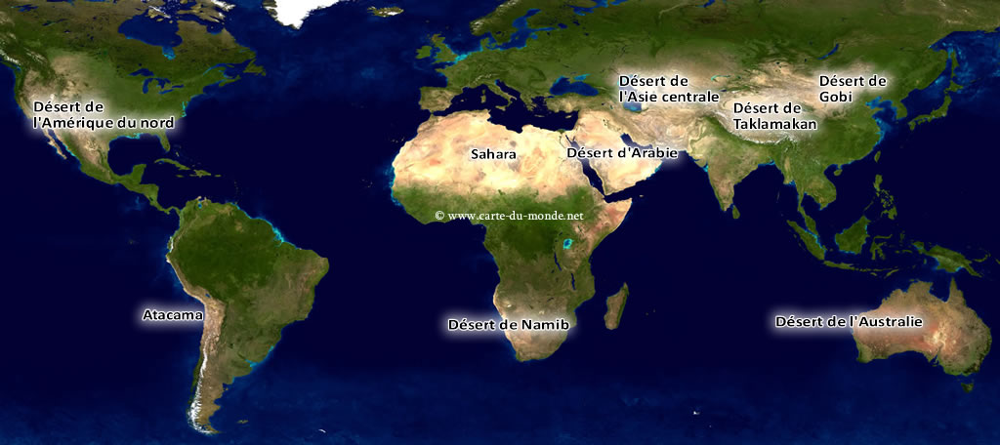 Désert de
l'Amérique du nord
Désert de
l'Asie centrale
Désert de
Gobi
Désert de
Taklamakan
Sahara
Désert d'Arabie
© www.carte-du-monde.net
Atacama
Désert de Namib
Désert de l'Australie